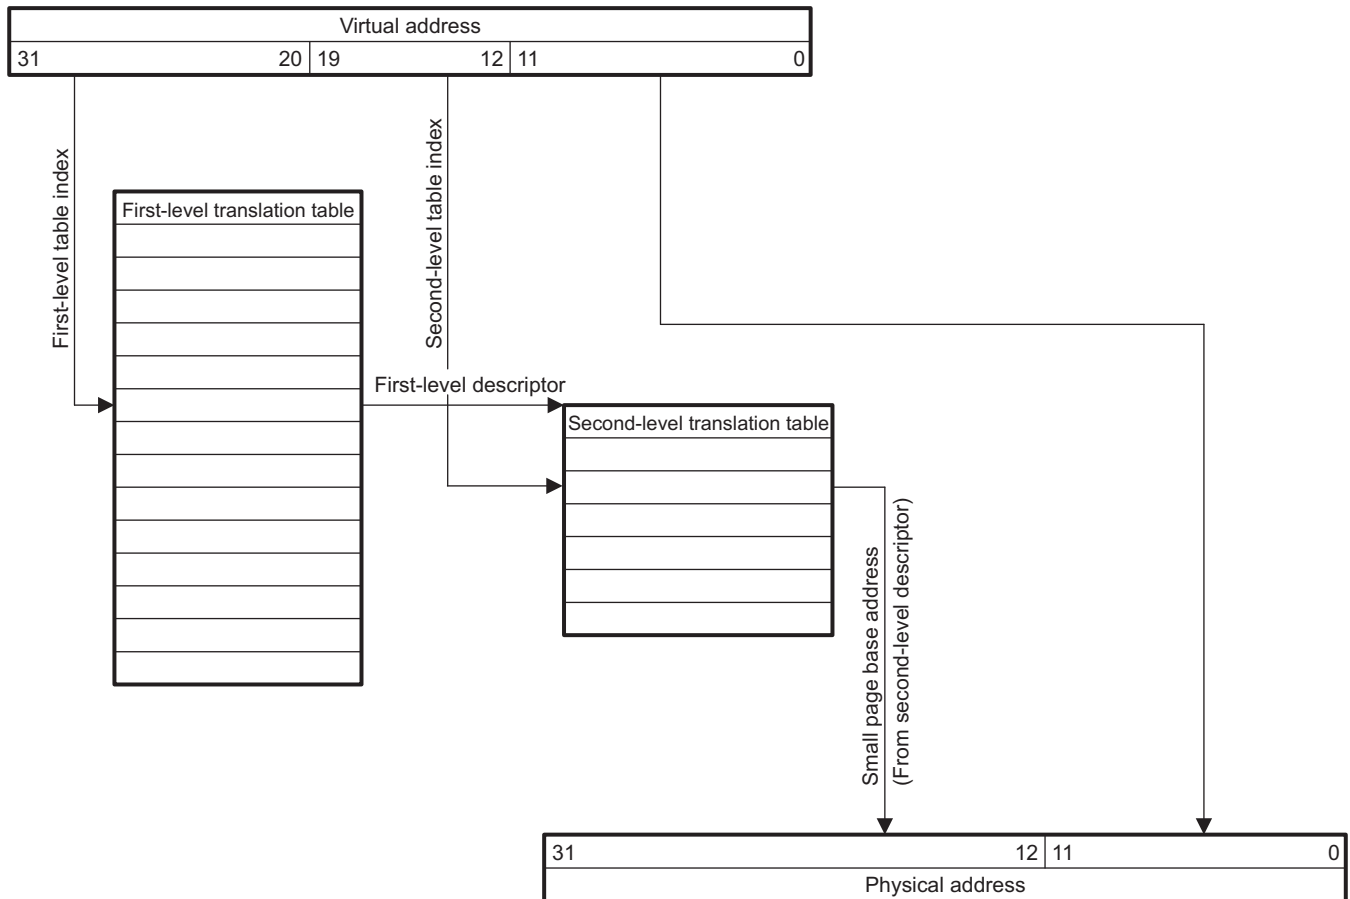 Virtual address
31 20 19 12 11 0
First-level table index
Second-level table index
First-level translation table
First-level descriptor
Second-level translation table
Small page base address
(From second-level descriptor)
31 12 11 0
Physical address